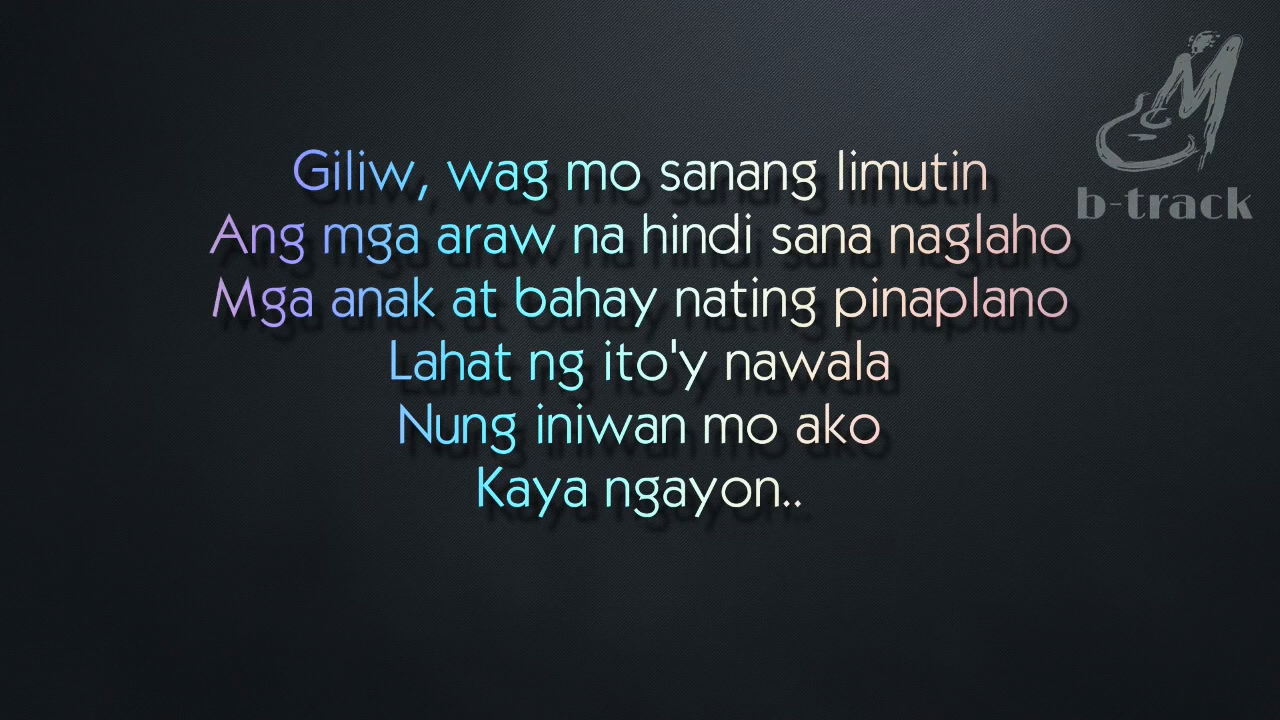 Giliw, wag mo sanang limutin
Ang mga araw na hindi sana naglaho
Mga anak at bahay nating pinaplano
Lahat ng ito'y nawala
Nung iniwan mo ako
Kaya ngayon..
M
b-track